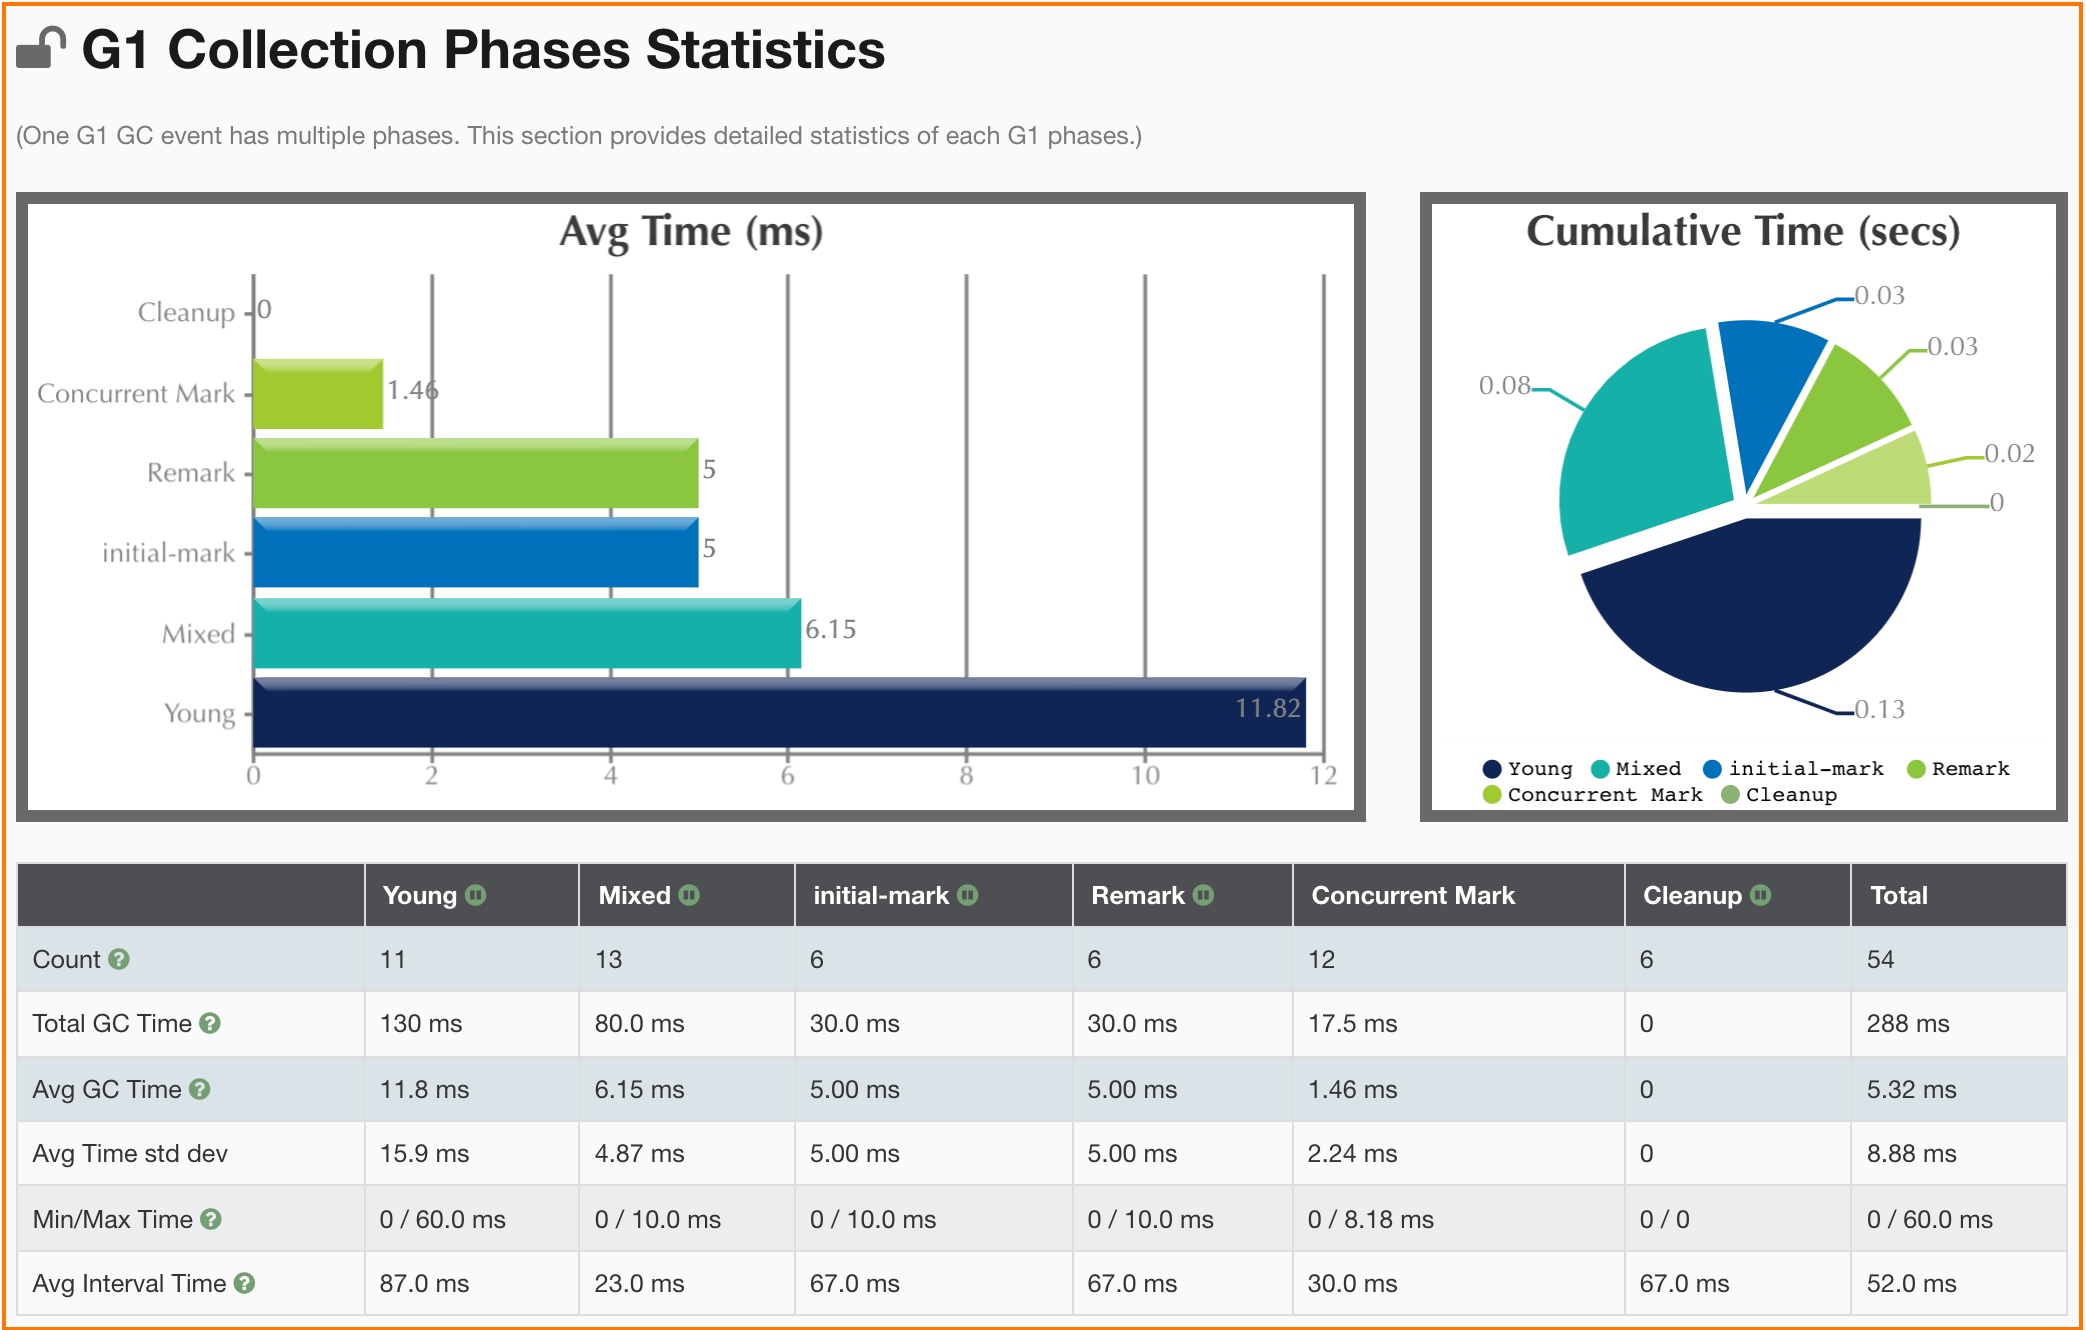 G1 Collection Phases Statistics
(One G1 GC event has multiple phases. This section provides detailed statistics of each G1 phases.)
Avg Time (ms)
Cleanup 0
Concurrent Mark 1.46
Remark 5
initial-mark 5
Mixed 6.15
Young 11.82
0 2 4 6 8 10 12
Cumulative Time (secs)
0.03
0.03
0.08
0.02
0
0.13
Young Mixed initial-mark Remark
Concurrent Mark Cleanup
Young Mixed initial-mark Remark Concurrent Mark Cleanup Total
Count ? 11 13 6 6 12 6 54
Total GC Time ? 130 ms 80.0 ms 30.0 ms 30.0 ms 17.5 ms 0 288 ms
Avg GC Time ? 11.8 ms 6.15 ms 5.00 ms 5.00 ms 1.46 ms 0 5.32 ms
Avg Time std dev 15.9 ms 4.87 ms 5.00 ms 5.00 ms 2.24 ms 0 8.88 ms
Min/Max Time ? 0 / 60.0 ms 0 / 10.0 ms 0 / 10.0 ms 0 / 10.0 ms 0 / 8.18 ms 0 / 0 0 / 60.0 ms
Avg Interval Time ? 87.0 ms 23.0 ms 67.0 ms 67.0 ms 30.0 ms 67.0 ms 52.0 ms